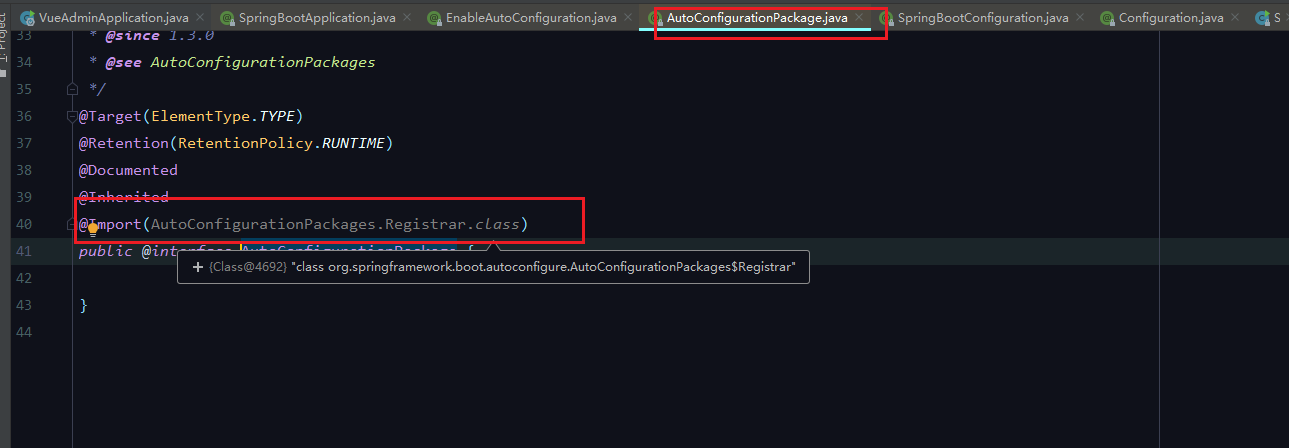 VueAdminApplication.java SpringBootApplication.java EnableAutoConfiguration.java AutoConfigurationPackage.java SpringBootConfiguration.java Configuration.java S
1: Project
33 * @since 1.3.0
34 * @see AutoConfigurationPackages
35 */
36 @Target(ElementType.TYPE)
37 @Retention(RetentionPolicy.RUNTIME)
38 @Documented
39 @Inherited
40 @Import(AutoConfigurationPackages.Registrar.class)
41 public @interface AutoConfigurationPackage {
+ {Class@4692} "class org.springframework.boot.autoconfigure.AutoConfigurationPackages$Registrar"
42
43 }
44